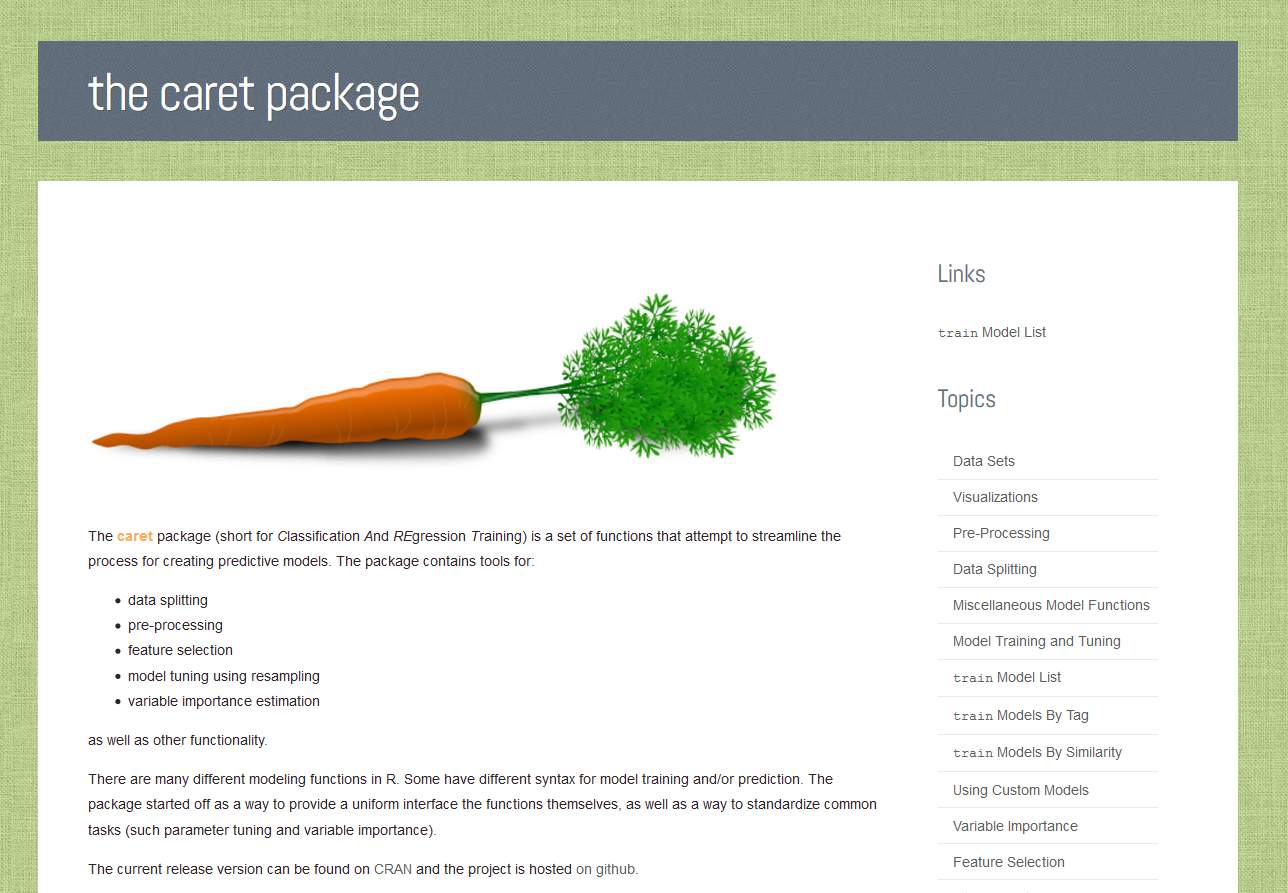 the caret package
The caret package (short for Classification And REgression Training) is a set of functions that attempt to streamline the
process for creating predictive models. The package contains tools for:
• data splitting
• pre-processing
• feature selection
• model tuning using resampling
• variable importance estimation
as well as other functionality.
There are many different modeling functions in R. Some have different syntax for model training and/or prediction. The
package started off as a way to provide a uniform interface the functions themselves, as well as a way to standardize common
tasks (such parameter tuning and variable importance).
The current release version can be found on CRAN and the project is hosted on github.
Links
train Model List
Topics
Data Sets
Visualizations
Pre-Processing
Data Splitting
Miscellaneous Model Functions
Model Training and Tuning
train Model List
train Models By Tag
train Models By Similarity
Using Custom Models
Variable Importance
Feature Selection